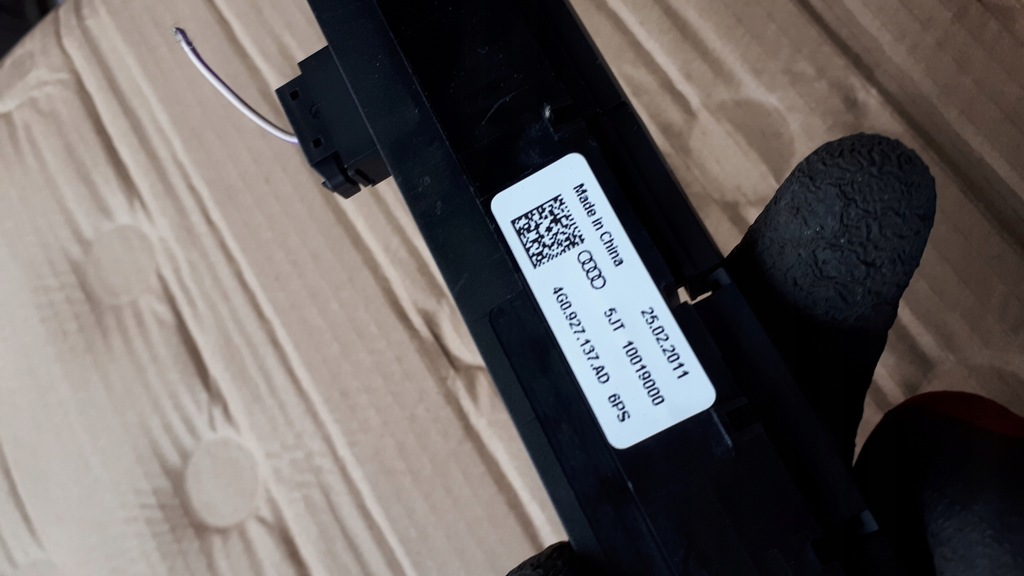 Made in China
25.02.2011
5JT 10019000
4G0.927.137.AD 6PS